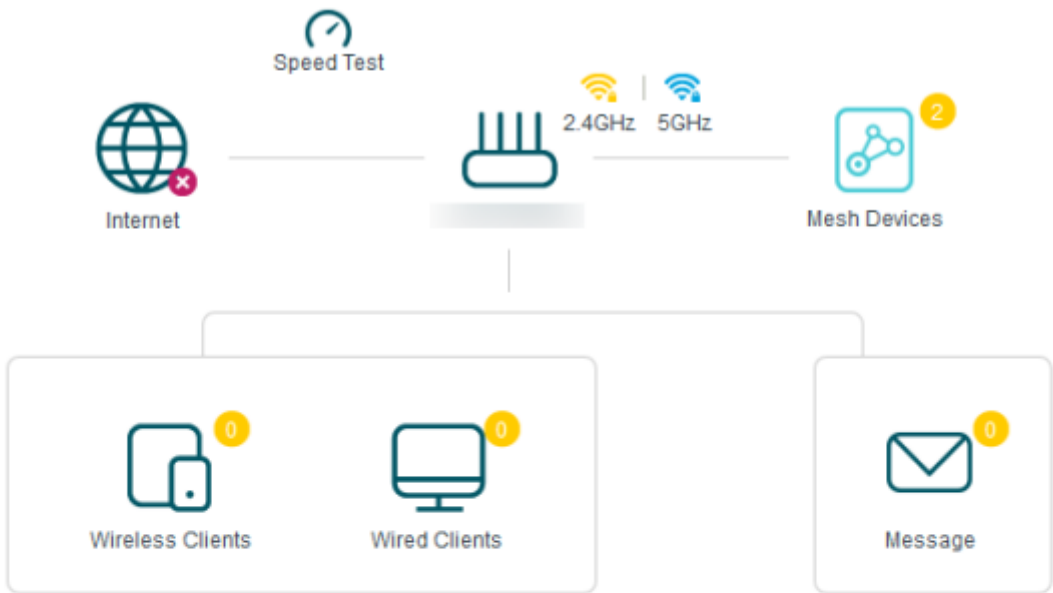 Speed Test
2.4GHz | 5GHz
2
Internet
Mesh Devices
0
0
0
Wireless Clients
Wired Clients
Message